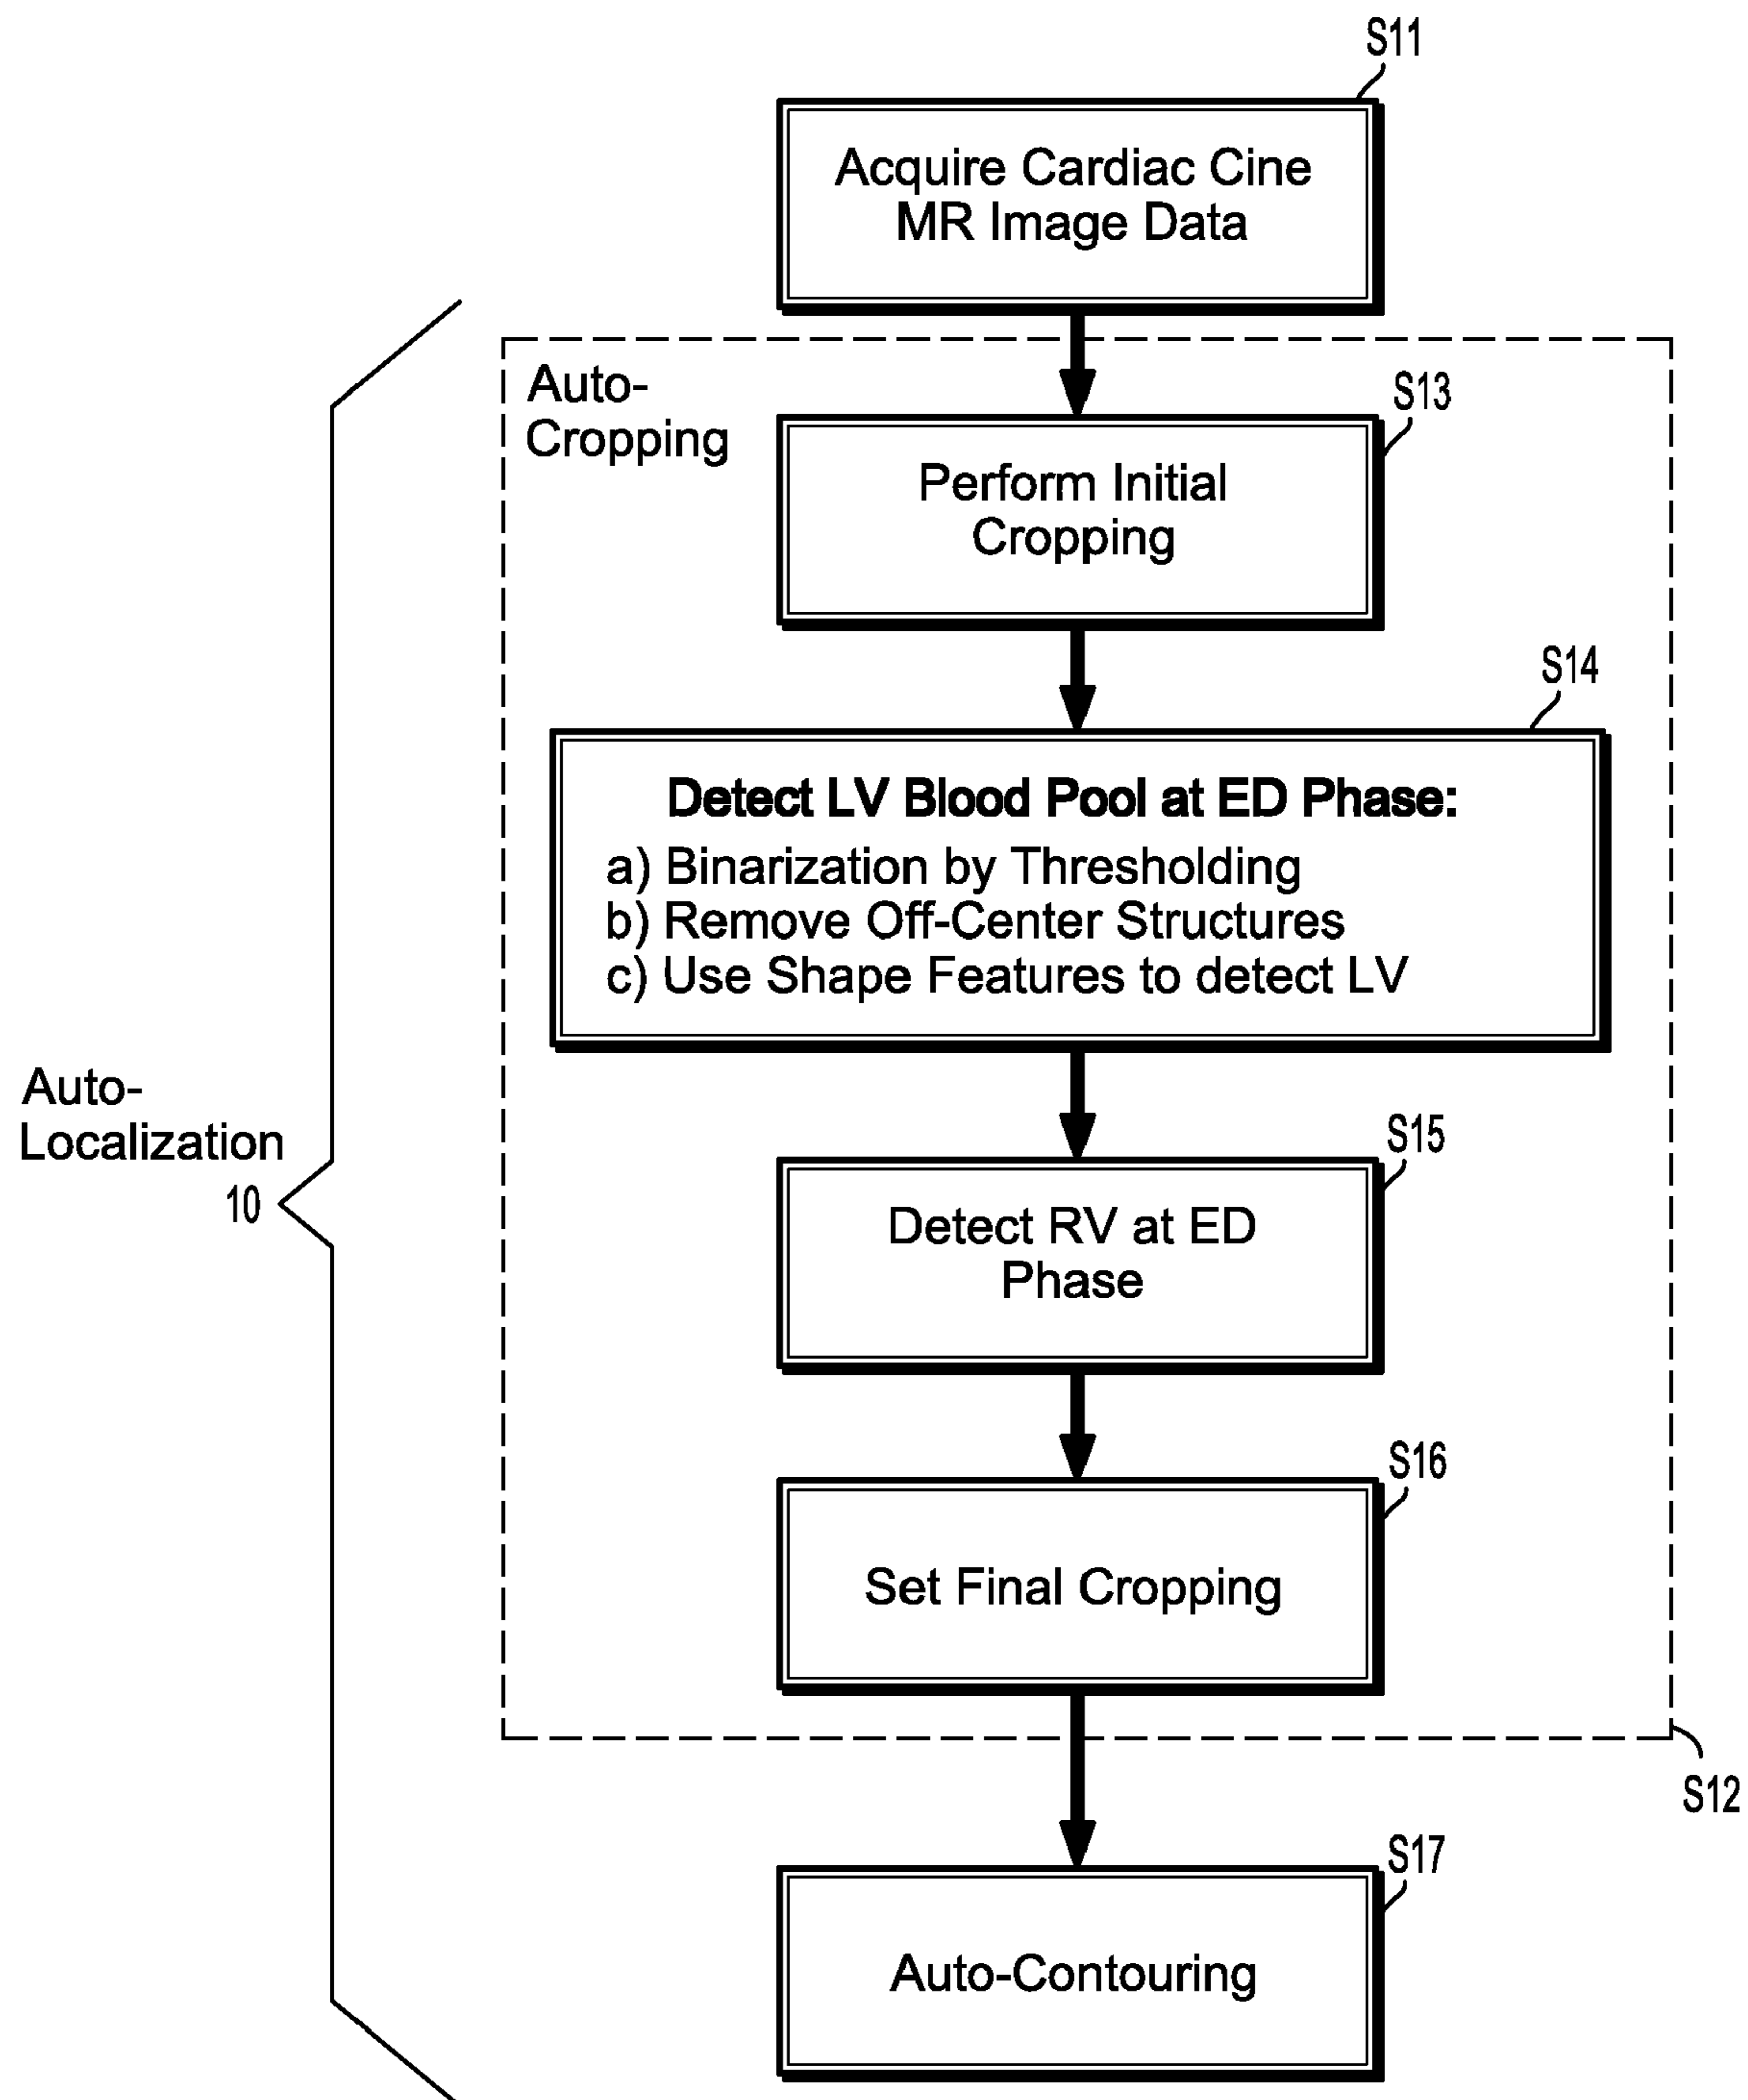 S11
Acquire Cardiac Cine
MR Image Data
Auto-
Cropping
S13
Perform Initial
Cropping
S14
Detect LV Blood Pool at ED Phase:
a) Binarization by Thresholding
b) Remove Off-Center Structures
c) Use Shape Features to detect LV
Auto-
Localization
10
S15
Detect RV at ED
Phase
S16
Set Final Cropping
S12
S17
Auto-Contouring